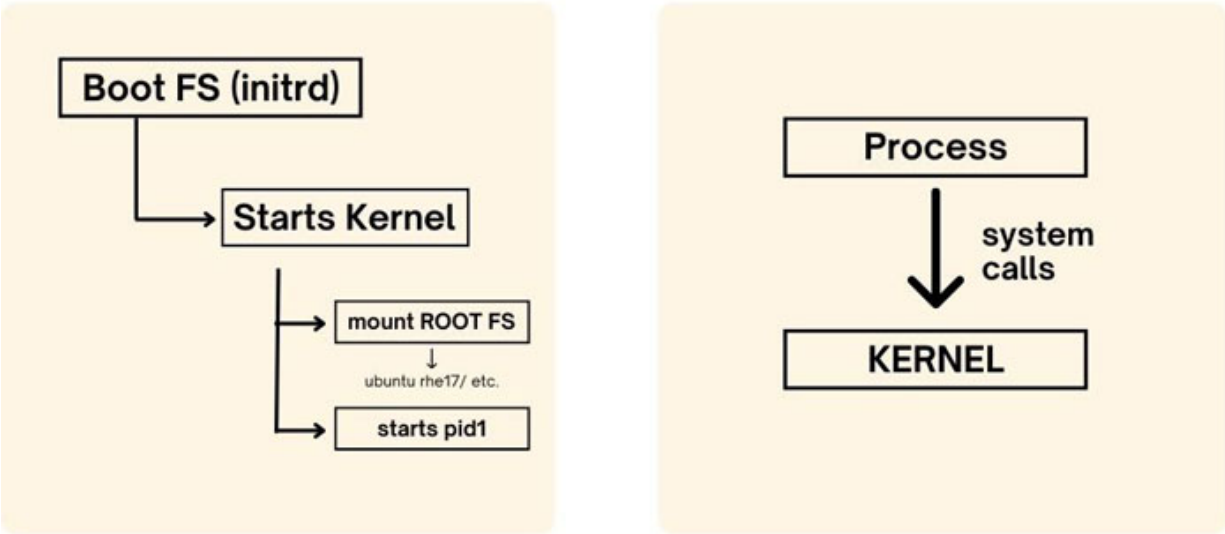 Boot FS (initrd)
Starts Kernel
mount ROOT FS
ubuntu rhe17/ etc.
starts pid1
Process
system
calls
KERNEL